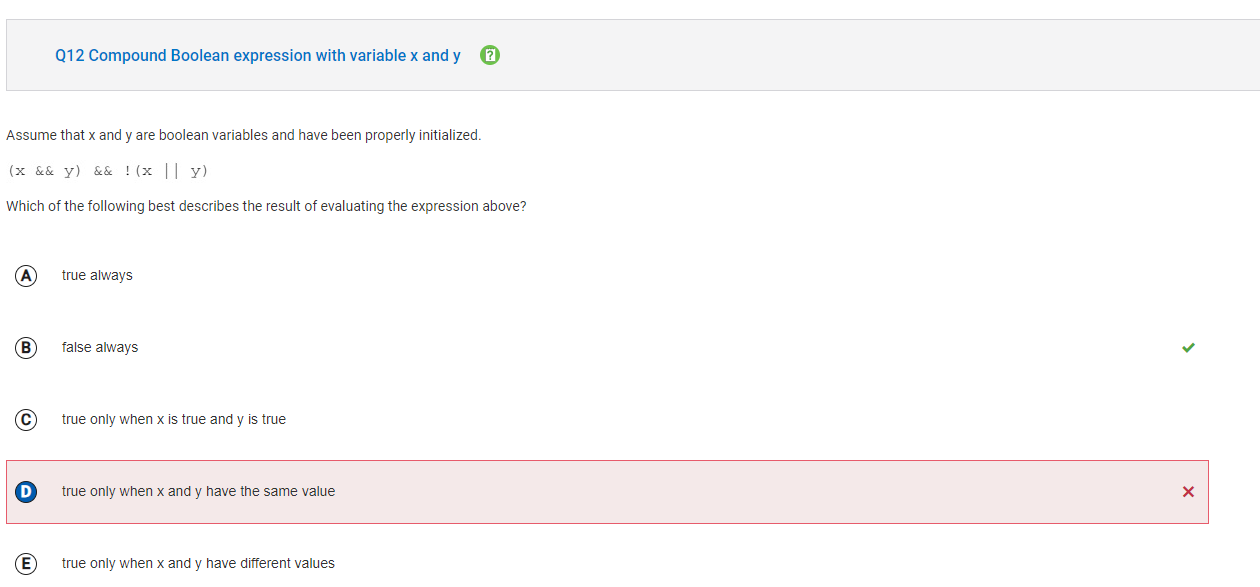 Q12 Compound Boolean expression with variable x and y ?
Assume that x and y are boolean variables and have been properly initialized.
(x && y) && !(x || y)
Which of the following best describes the result of evaluating the expression above?
A true always
B false always
C true only when x is true and y is true
D true only when x and y have the same value
E true only when x and y have different values